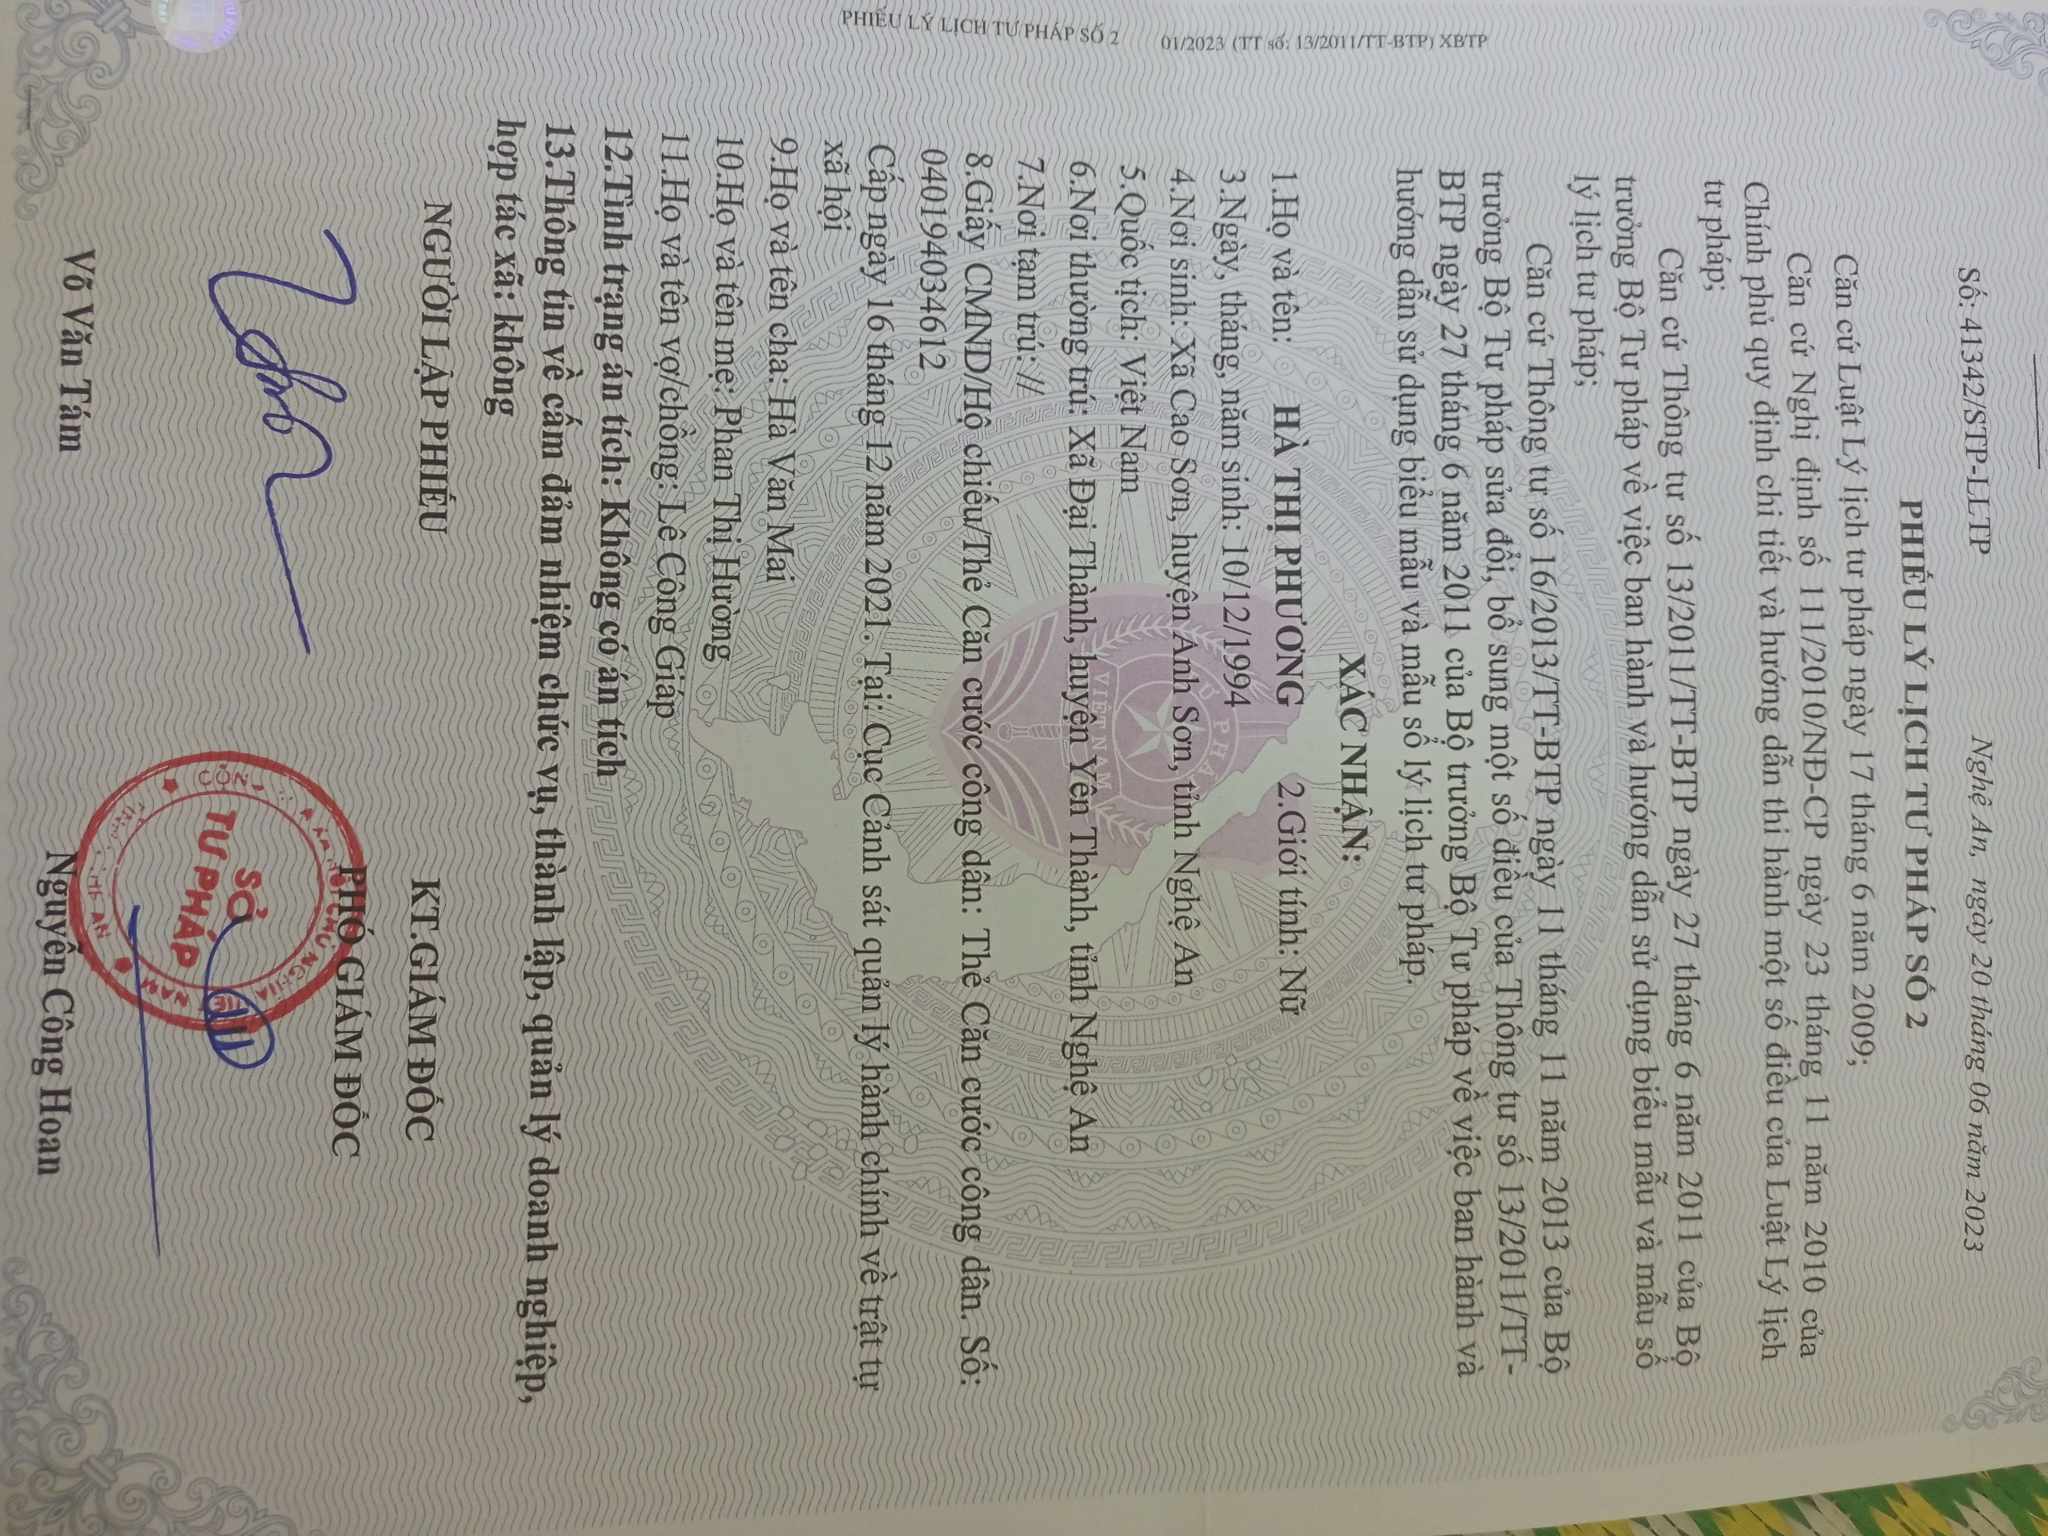 Số: 41342/STP-LLTP
Nghệ An, ngày 20 tháng 06 năm 2023
PHIẾU LÝ LỊCH TƯ PHÁP SỐ 2
Căn cứ Luật Lý lịch tư pháp ngày 17 tháng 6 năm 2009;
Căn cứ Nghị định số 111/2010/NĐ-CP ngày 23 tháng 11 năm 2010 của
Chính phủ quy định chi tiết và hướng dẫn thi hành một số điều của Luật Lý lịch
tư pháp;
Căn cứ Thông tư số 13/2011/TT-BTP ngày 27 tháng 6 năm 2011 của Bộ
trưởng Bộ Tư pháp về việc ban hành và hướng dẫn sử dụng biểu mẫu và mẫu sổ
lý lịch tư pháp;
Căn cứ Thông tư số 16/2013/TT-BTP ngày 11 tháng 11 năm 2013 của Bộ
trưởng Bộ Tư pháp sửa đổi, bổ sung một số điều của Thông tư số 13/2011/TT-
BTP ngày 27 tháng 6 năm 2011 của Bộ trưởng Bộ Tư pháp về việc ban hành và
hướng dẫn sử dụng biểu mẫu và mẫu sổ lý lịch tư pháp.
XÁC NHẬN:
1.Họ và tên: HÀ THỊ PHƯƠNG 2.Giới tính: Nữ
3.Ngày, tháng, năm sinh: 10/12/1994
4.Nơi sinh: Xã Cao Sơn, huyện Anh Sơn, tỉnh Nghệ An
5.Quốc tịch: Việt Nam
6.Nơi thường trú: Xã Đại Thành, huyện Yên Thành, tỉnh Nghệ An
7.Nơi tạm trú: //
8.Giấy CMND/Hộ chiếu/Thẻ Căn cước công dân: Thẻ Căn cước công dân. Số:
040194034612
Cấp ngày 16 tháng 12 năm 2021. Tại: Cục Cảnh sát quản lý hành chính về trật tự
xã hội
9.Họ và tên cha: Hà Văn Mai
10.Họ và tên mẹ: Phan Thị Hường
11.Họ và tên vợ/chồng: Lê Công Giáp
12.Tình trạng án tích: Không có án tích
13.Thông tin về cấm đảm nhiệm chức vụ, thành lập, quản lý doanh nghiệp,
hợp tác xã: không
NGƯỜI LẬP PHIẾU
KT.GIÁM ĐỐC
PHÓ GIÁM ĐỐC
SỞ
TƯ PHÁP
Võ Văn Tám
Nguyễn Công Hoan
TƯ PHÁP
VIỆT NAM
PHIẾU LÝ LỊCH TƯ PHÁP SỐ 2
01/2023 (TT số: 13/2011/TT-BTP) XBTP